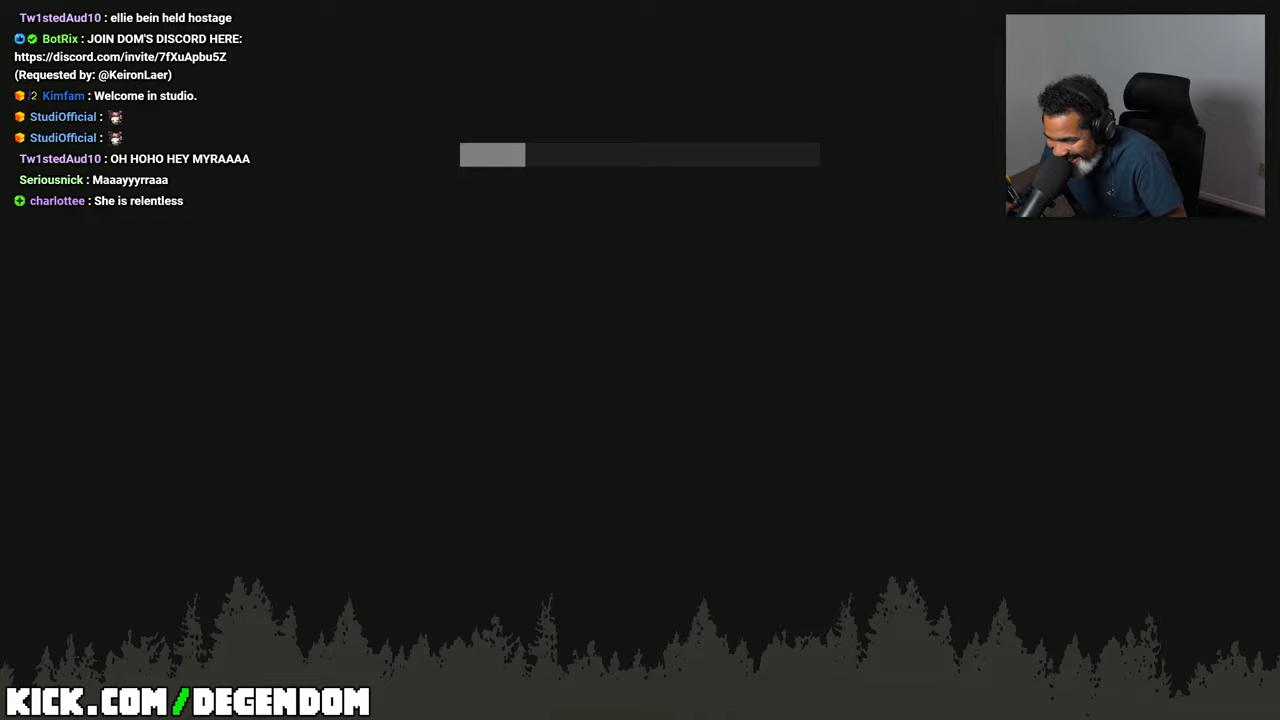 Tw1stedAud10 : ellie bein held hostage
BotRix : JOIN DOM'S DISCORD HERE:
https://discord.com/invite/7fXuApbu5Z
(Requested by: @KeironLaer)
Kimfam : Welcome in studio.
StudiOfficial :
StudiOfficial :
Tw1stedAud10 : OH HOHO HEY MYRAAAA
Seriousnick : Maaayyyrraaa
charlottee : She is relentless
KICK.COM/DEGENDOM